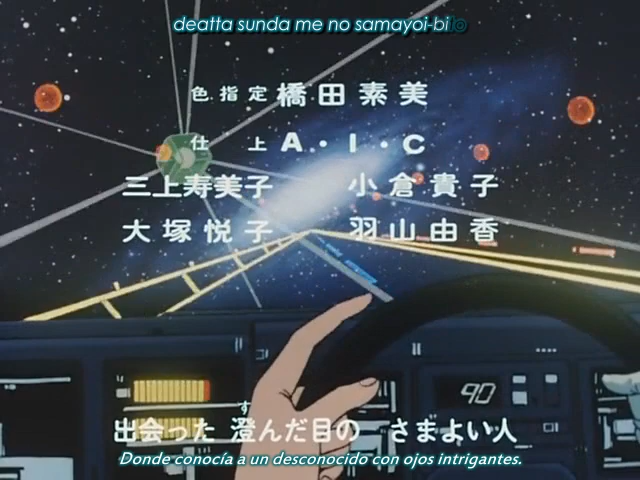 deatta sunda me no samayoi-bito
色指定 橋田素美
仕 上 A・I・C
三上寿美子 小倉貴子
大塚悦子 羽山由香
90
す
出会った 澄んだ目の さまよい人
Donde conocía a un desconocido con ojos intrigantes.